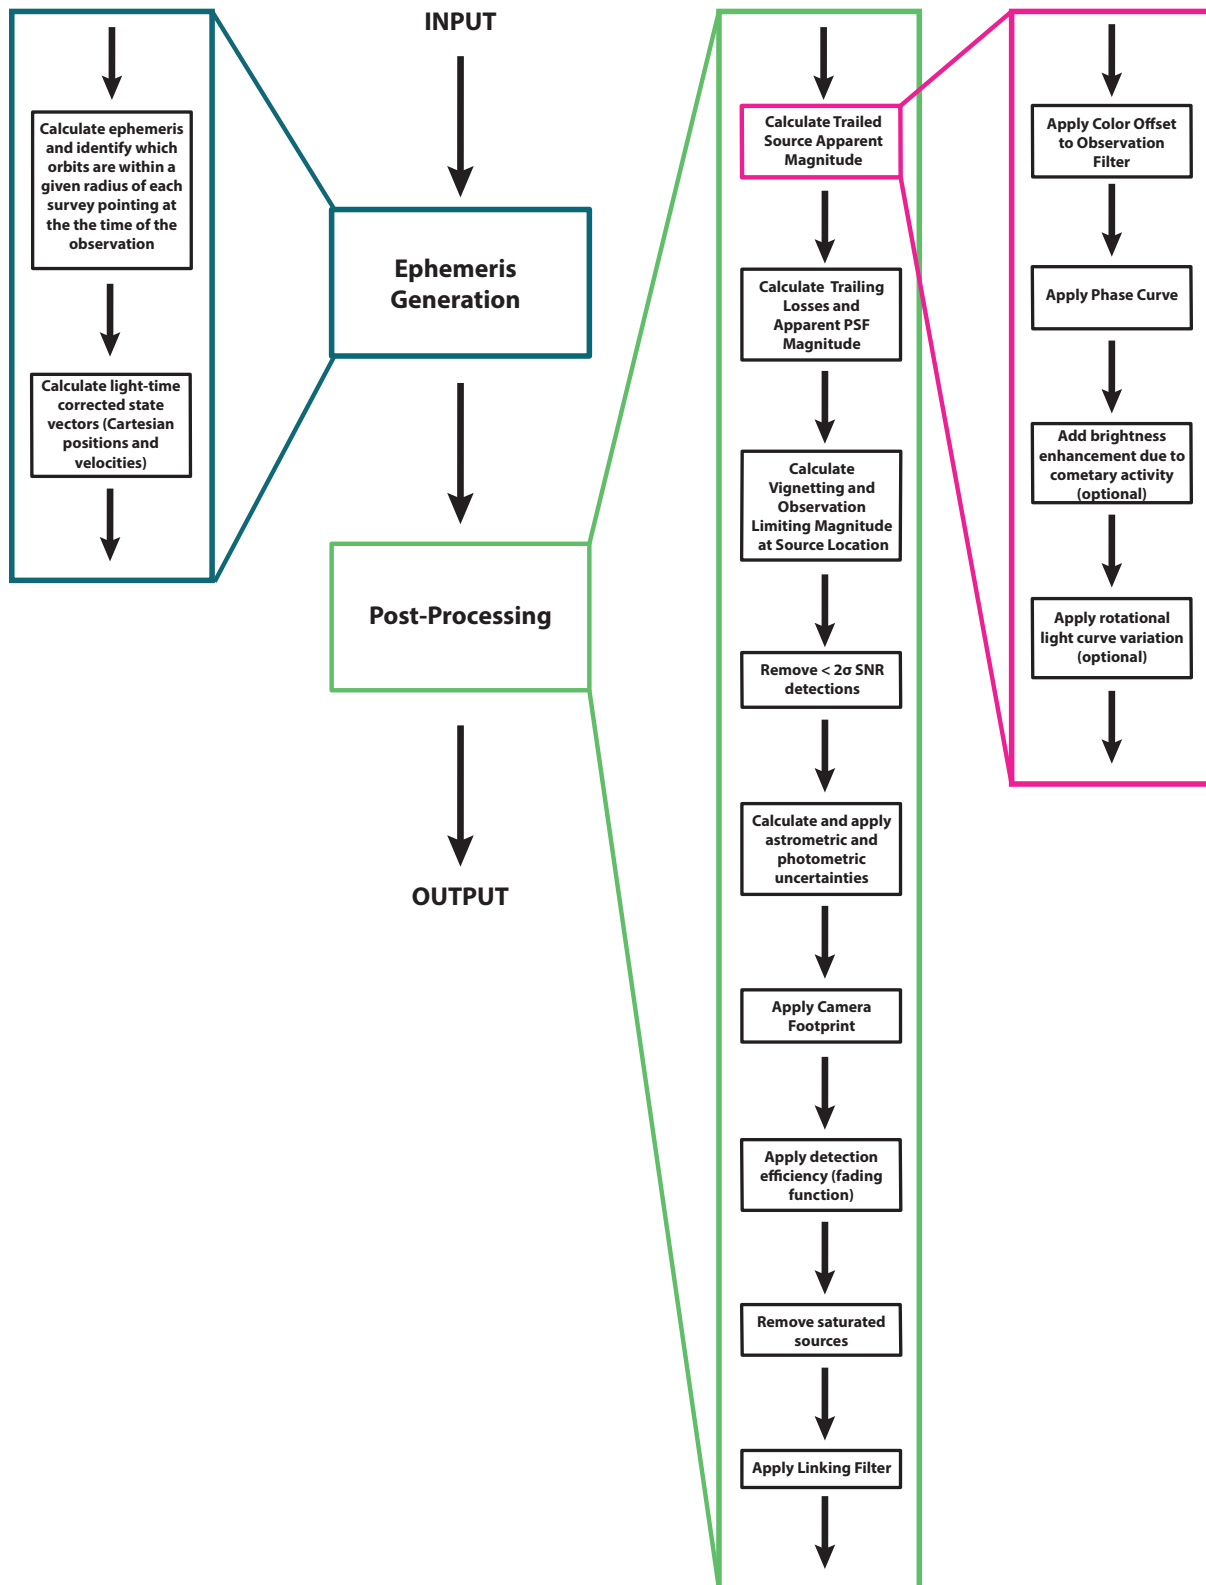 Calculate ephemeris
and identify which
orbits are within a
given radius of each
survey pointing at
the the time of the
observation
Calculate light-time
corrected state
vectors (Cartesian
positions and
velocities)
INPUT
Ephemeris
Generation
Post-Processing
OUTPUT
Calculate Trailed
Source Apparent
Magnitude
Calculate Trailing
Losses and
Apparent PSF
Magnitude
Calculate
Vignetting and
Observation
Limiting Magnitude
at Source Location
Remove < 2σ SNR
detections
Calculate and apply
astrometric and
photometric
uncertainties
Apply Camera
Footprint
Apply detection
efficiency (fading
function)
Remove saturated
sources
Apply Linking Filter
Apply Color Offset
to Observation
Filter
Apply Phase Curve
Add brightness
enhancement due to
cometary activity
(optional)
Apply rotational
light curve variation
(optional)